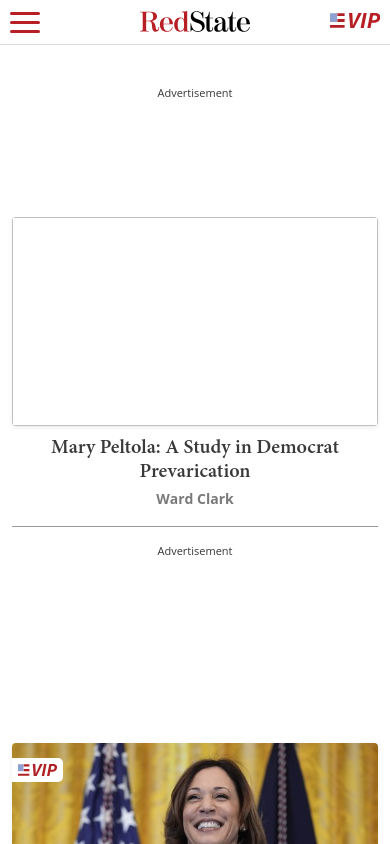 RedState
VIP
Advertisement
Mary Peltola: A Study in Democrat
Prevarication
Ward Clark
Advertisement
VIP